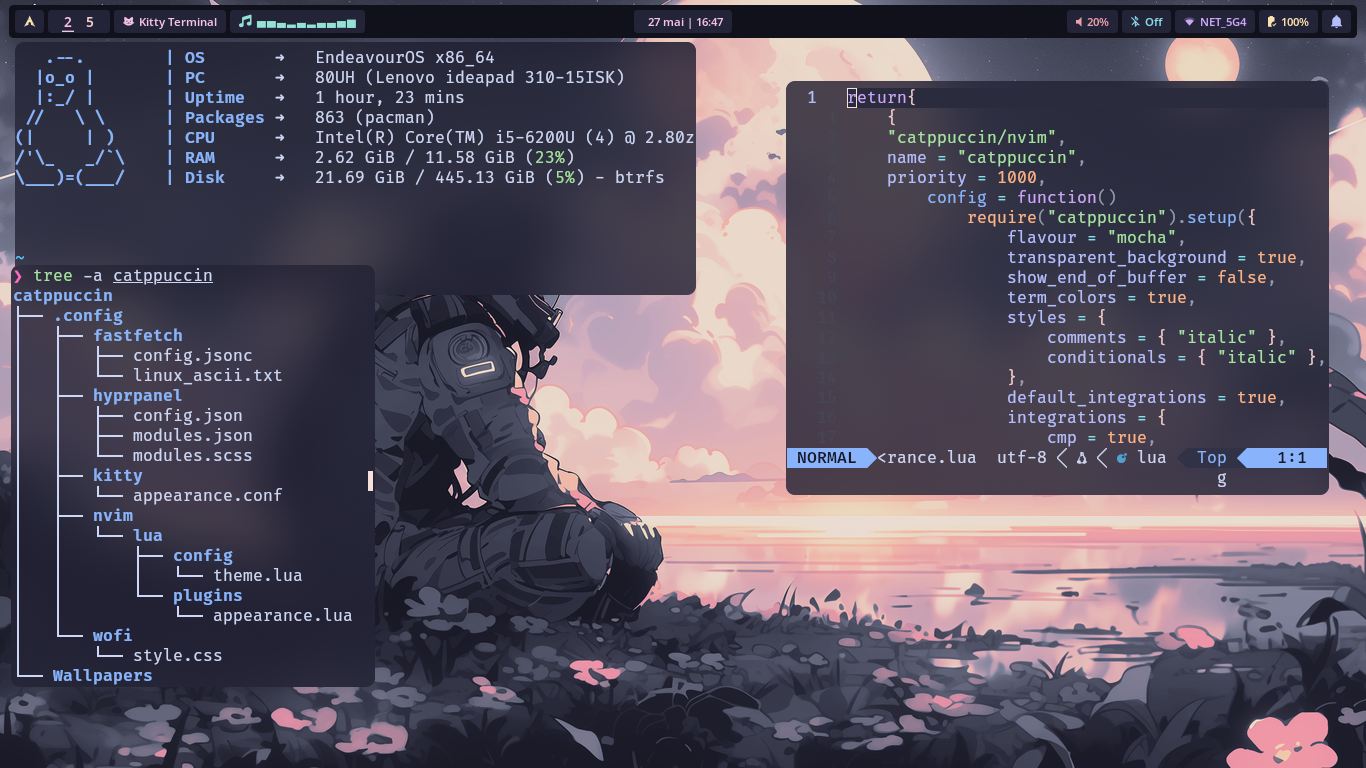 2 5
Kitty Terminal
27 mai | 16:47
20%
Off
NET_5G4
100%
.--. | OS ➜ EndeavourOS x86_64
|o_o | | PC ➜ 80UH (Lenovo ideapad 310-15ISK)
|:_/ | | Uptime ➜ 1 hour, 23 mins
// \ \ | Packages ➜ 863 (pacman)
(| | ) | CPU ➜ Intel(R) Core(TM) i5-6200U (4) @ 2.80z
/'\_ _/`\ | RAM ➜ 2.62 GiB / 11.58 GiB (23%)
\___)=(___/ | Disk ➜ 21.69 GiB / 445.13 GiB (5%) - btrfs
~
❯ tree -a catppuccin
catppuccin
├── .config
│   ├── fastfetch
│   │   ├── config.jsonc
│   │   └── linux_ascii.txt
│   ├── hyprpanel
│   │   ├── config.json
│   │   ├── modules.json
│   │   └── modules.scss
│   ├── kitty
│   │   └── appearance.conf
│   ├── nvim
│   │   └── lua
│   │       ├── config
│   │       │   └── theme.lua
│   │       └── plugins
│   │           └── appearance.lua
│   └── wofi
│       └── style.css
└── Wallpapers
1 return{
{
"catppuccin/nvim",
name = "catppuccin",
priority = 1000,
config = function()
require("catppuccin").setup({
flavour = "mocha",
transparent_background = true,
show_end_of_buffer = false,
term_colors = true,
styles = {
comments = { "italic" },
conditionals = { "italic" },
},
default_integrations = true,
integrations = {
cmp = true,
NORMAL <rance.lua utf-8 lua Top 1:1
g